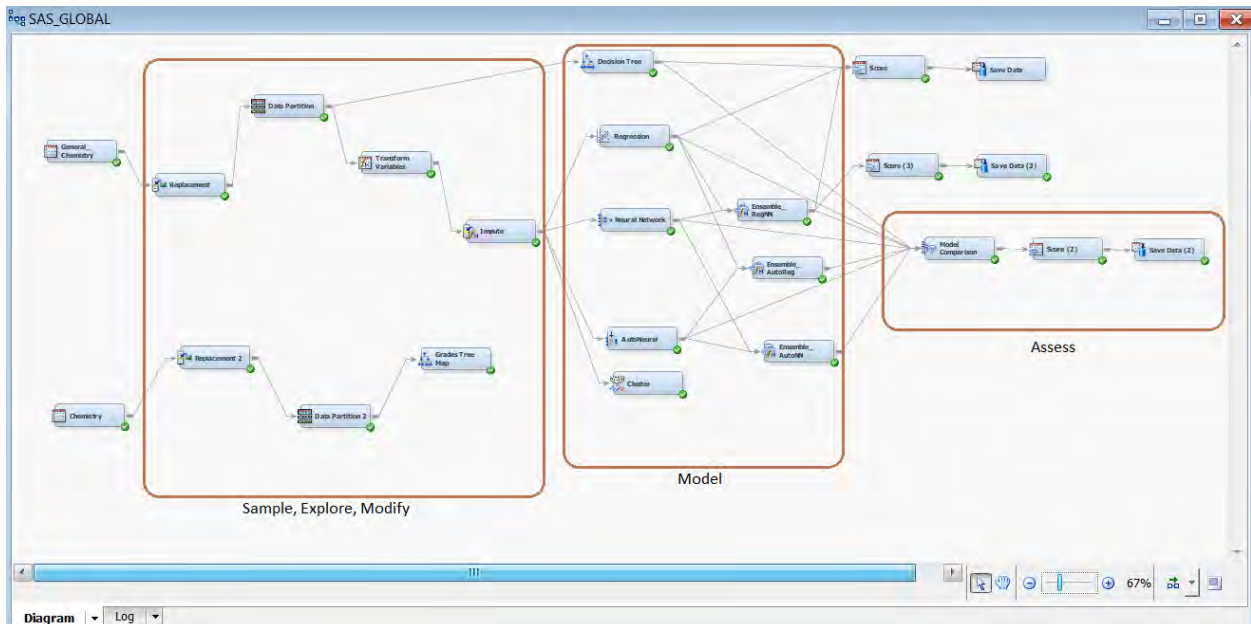 SAS_GLOBAL
Decision Tree
Score
Save Data
Data Partition
General_
Chemistry
Regression
Transform
Variables
Score (3)
Save Data (3)
Replacement
Ensemble_
RegNN
Neural Network
Impute
Model
Comparison
Score (2)
Save Data (2)
Ensemble_
AutoReg
AutoNeural
Ensemble_
AutoNN
Assess
Replacement 2
Grades Tree
Map
Cluster
Chemistry
Data Partition 2
Model
Sample, Explore, Modify
67%
Diagram
Log